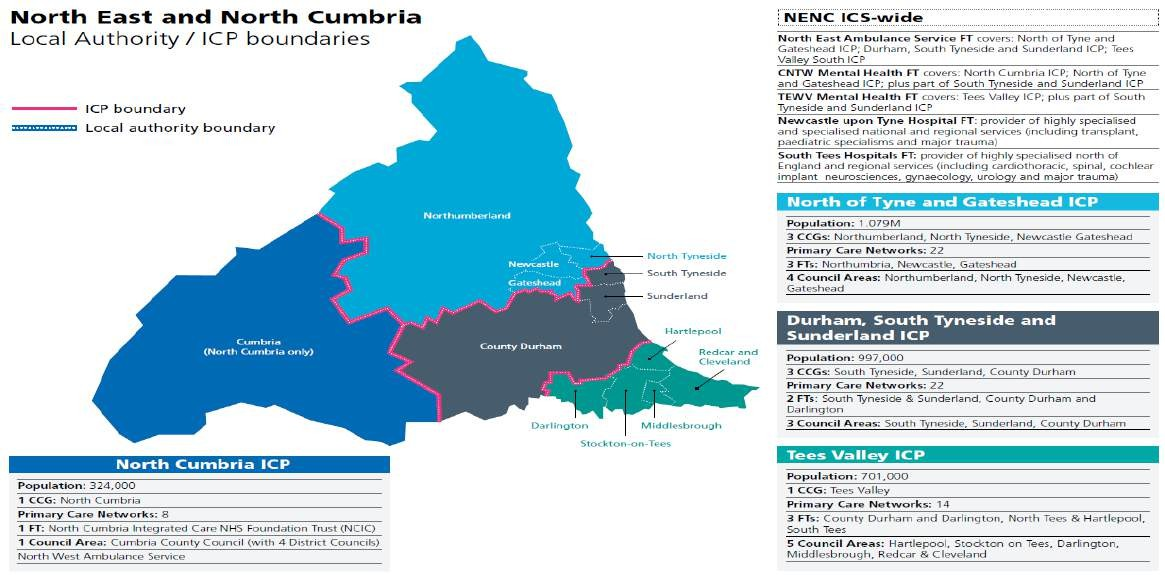 North East and North Cumbria
Local Authority / ICP boundaries
ICP boundary
Local authority boundary
Northumberland
Newcastle
Gateshead
North Tyneside
South Tyneside
Sunderland
Cumbria
(North Cumbria only)
County Durham
Hartlepool
Redcar and
Cleveland
Darlington
Middlesbrough
Stockton-on-Tees
North Cumbria ICP
Population: 324,000
1 CCG: North Cumbria
Primary Care Networks: 8
1 FT: North Cumbria Integrated Care NHS Foundation Trust (NCIC)
1 Council Area: Cumbria County Council (with 4 District Councils)
North West Ambulance Service
NENC ICS-wide
North East Ambulance Service FT covers: North of Tyne and
Gateshead ICP; Durham, South Tyneside and Sunderland ICP; Tees
Valley South ICP
CNTW Mental Health FT covers: North Cumbria ICP; North of Tyne
and Gateshead ICP; plus part of South Tyneside and Sunderland ICP
TEWV Mental Health FT covers: Tees Valley ICP; plus part of South
Tyneside and Sunderland ICP
Newcastle upon Tyne Hospital FT: provider of highly specialised
and specialised national and regional services (including transplant,
paediatric specialisms and major trauma)
South Tees Hospitals FT: provider of highly specialised north of
England and regional services (including cardiothoracic, spinal, cochlear
implant neurosciences, gynaecology, urology and major trauma)
North of Tyne and Gateshead ICP
Population: 1.079M
3 CCGs: Northumberland, North Tyneside, Newcastle Gateshead
Primary Care Networks: 22
3 FTs: Northumbria, Newcastle, Gateshead
4 Council Areas: Northumberland, North Tyneside, Newcastle,
Gateshead
Durham, South Tyneside and
Sunderland ICP
Population: 997,000
3 CCGs: South Tyneside, Sunderland, County Durham
Primary Care Networks: 22
2 FTs: South Tyneside & Sunderland, County Durham and
Darlington
3 Council Areas: South Tyneside, Sunderland, County Durham
Tees Valley ICP
Population: 701,000
1 CCG: Tees Valley
Primary Care Networks: 14
3 FTs: County Durham and Darlington, North Tees & Hartlepool,
South Tees
5 Council Areas: Hartlepool, Stockton on Tees, Darlington,
Middlesbrough, Redcar & Cleveland